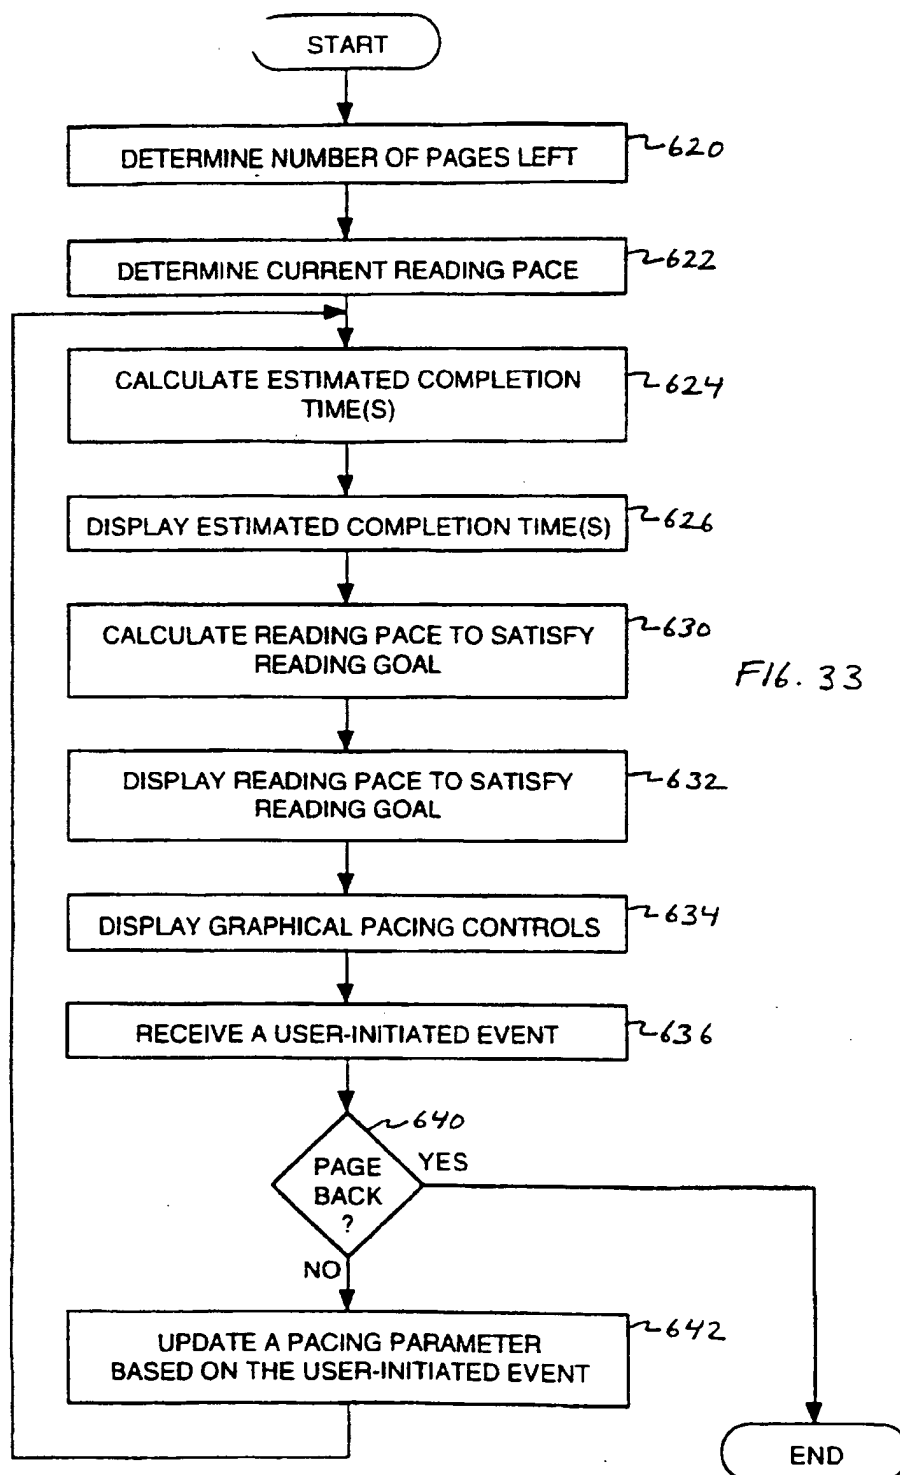 START
DETERMINE NUMBER OF PAGES LEFT
620
DETERMINE CURRENT READING PACE
622
CALCULATE ESTIMATED COMPLETION
TIME(S)
624
DISPLAY ESTIMATED COMPLETION TIME(S)
626
CALCULATE READING PACE TO SATISFY
READING GOAL
630
FIG. 33
DISPLAY READING PACE TO SATISFY
READING GOAL
632
DISPLAY GRAPHICAL PACING CONTROLS
634
RECEIVE A USER-INITIATED EVENT
636
640
PAGE
BACK
?
YES
NO
UPDATE A PACING PARAMETER
BASED ON THE USER-INITIATED EVENT
642
END